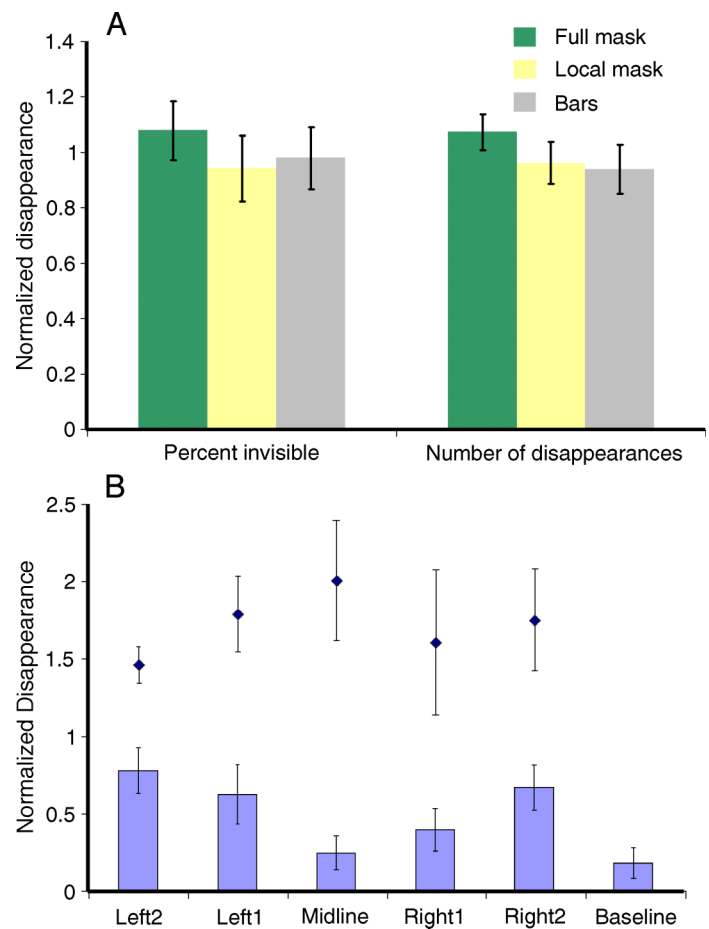 A
Normalized disappearance
1.4
1.2
1
0.8
0.6
0.4
0.2
0
Full mask
Local mask
Bars
Percent invisible
Number of disappearances
B
Normalized Disappearance
2.5
2
1.5
1
0.5
0
Left2
Left1
Midline
Right1
Right2
Baseline